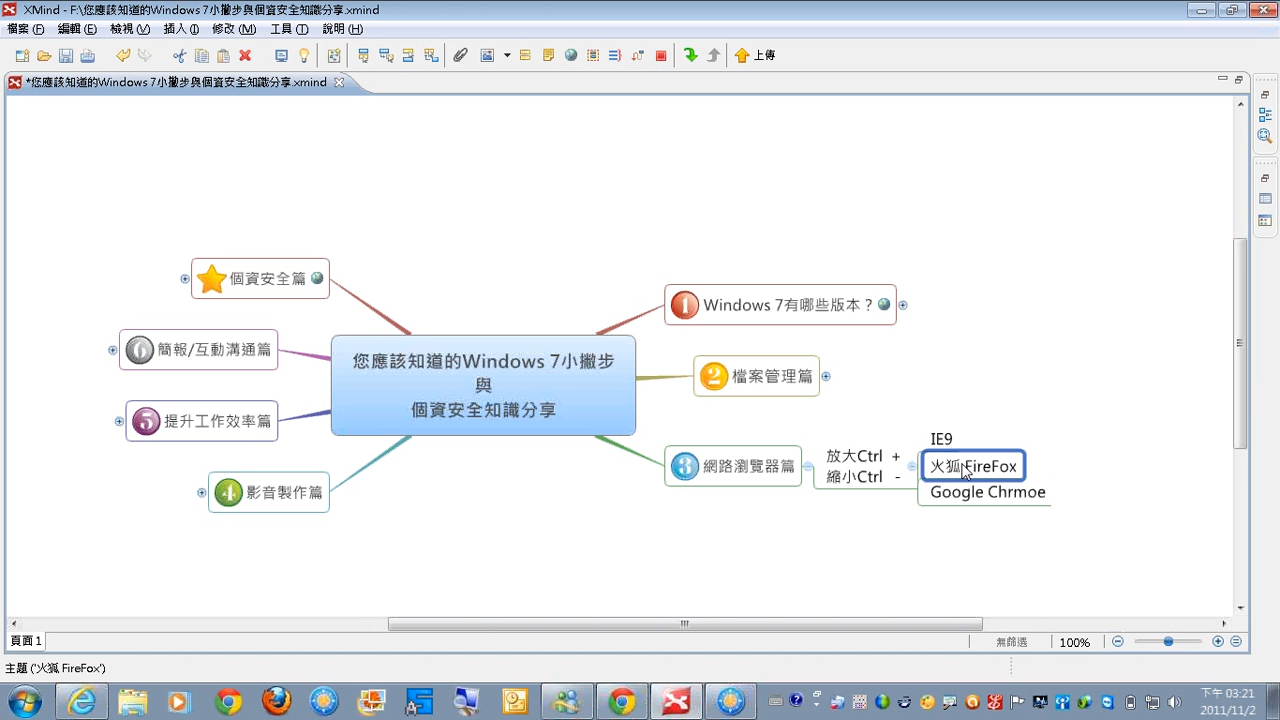 XMind - F:\您應該知道的Windows 7小撇步與個資安全知識分享.xmind
檔案 (F) 編輯 (E) 檢視 (V) 插入 (I) 修改 (M) 工具 (T) 說明 (H)
上傳
*您應該知道的Windows 7小撇步與個資安全知識分享.xmind
個資安全篇
1 Windows 7有哪些版本？
6 簡報/互動溝通篇
您應該知道的Windows 7小撇步
與
個資安全知識分享
2 檔案管理篇
5 提升工作效率篇
3 網路瀏覽器篇
放大Ctrl +
縮小Ctrl -
IE9
火狐 FireFox
Google Chrmoe
4 影音製作篇
頁面 1
無篩選
100%
主題 ('火狐 FireFox')
下午 03:21
2011/11/2